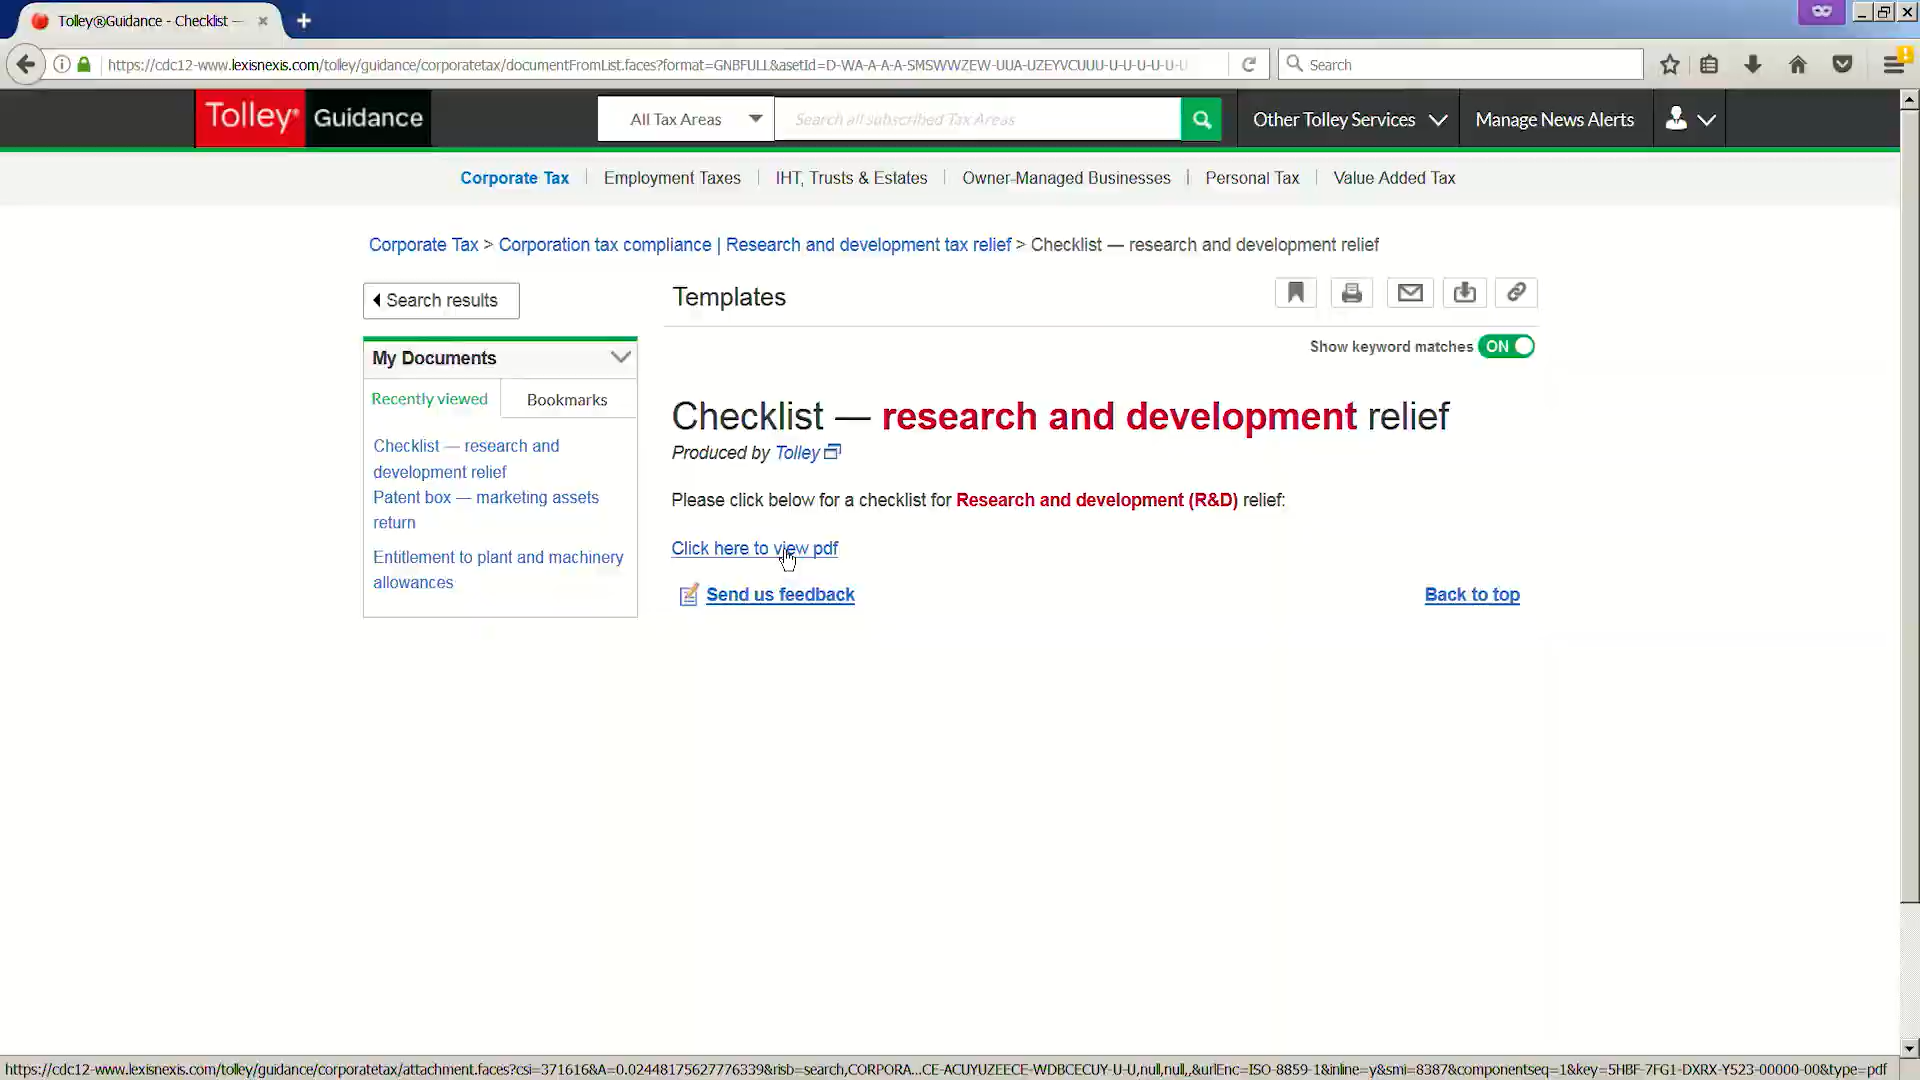 Tolley®Guidance - Checklist —
https://cdc12-www.lexisnexis.com/tolley/guidance/corporatetax/documentFromList.faces?format=GNBFULL&asetId=D-WA-A-A-A-SMSWWZEW-UUA-UZEYVCUUU-U-U-U-U-U-U
Search
Tolley® Guidance
All Tax Areas
Search all subscribed Tax Areas
Other Tolley Services
Manage News Alerts
Corporate Tax
Employment Taxes
IHT, Trusts & Estates
Owner-Managed Businesses
Personal Tax
Value Added Tax
Corporate Tax > Corporation tax compliance | Research and development tax relief > Checklist — research and development relief
Search results
Templates
Show keyword matches ON
My Documents
Recently viewed
Bookmarks
Checklist — research and
development relief
Patent box — marketing assets
return
Entitlement to plant and machinery
allowances
Checklist — research and development relief
Produced by Tolley
Please click below for a checklist for Research and development (R&D) relief:
Click here to view pdf
Send us feedback
Back to top
https://cdc12-www.lexisnexis.com/tolley/guidance/corporatetax/attachment.faces?csi=371616&A=0.02448175627776339&risb=search,CORPORA...CE-ACUYUZEECE-WDBCECUY-U-U,null,null,,&urlEnc=ISO-8859-1&inline=y&smi=8387&componentseq=1&key=5HBF-7FG1-DXRX-Y523-00000-00&type=pdf